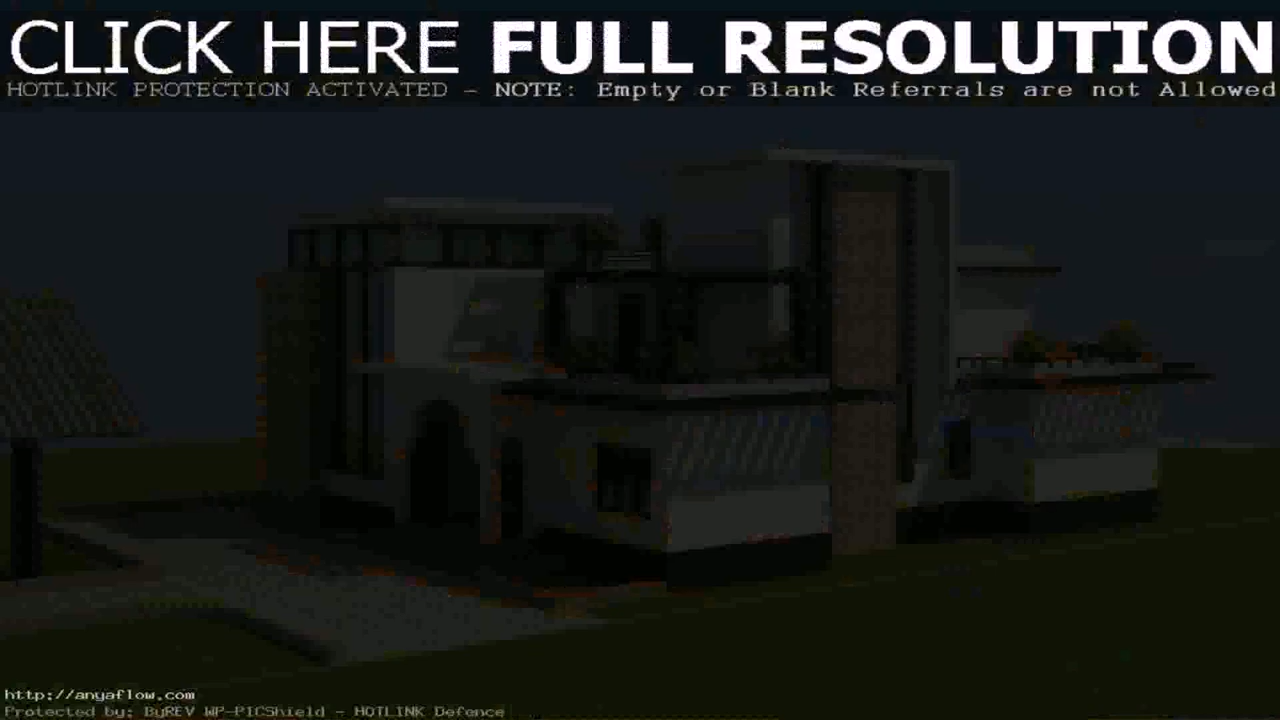 CLICK HERE FULL RESOLUTION
HOTLINK PROTECTION ACTIVATED - NOTE: Empty or Blank Referrals are not Allowed
http://anyaflow.com
Protected by: ByREV WP-PICShield - HOTLINK Defence